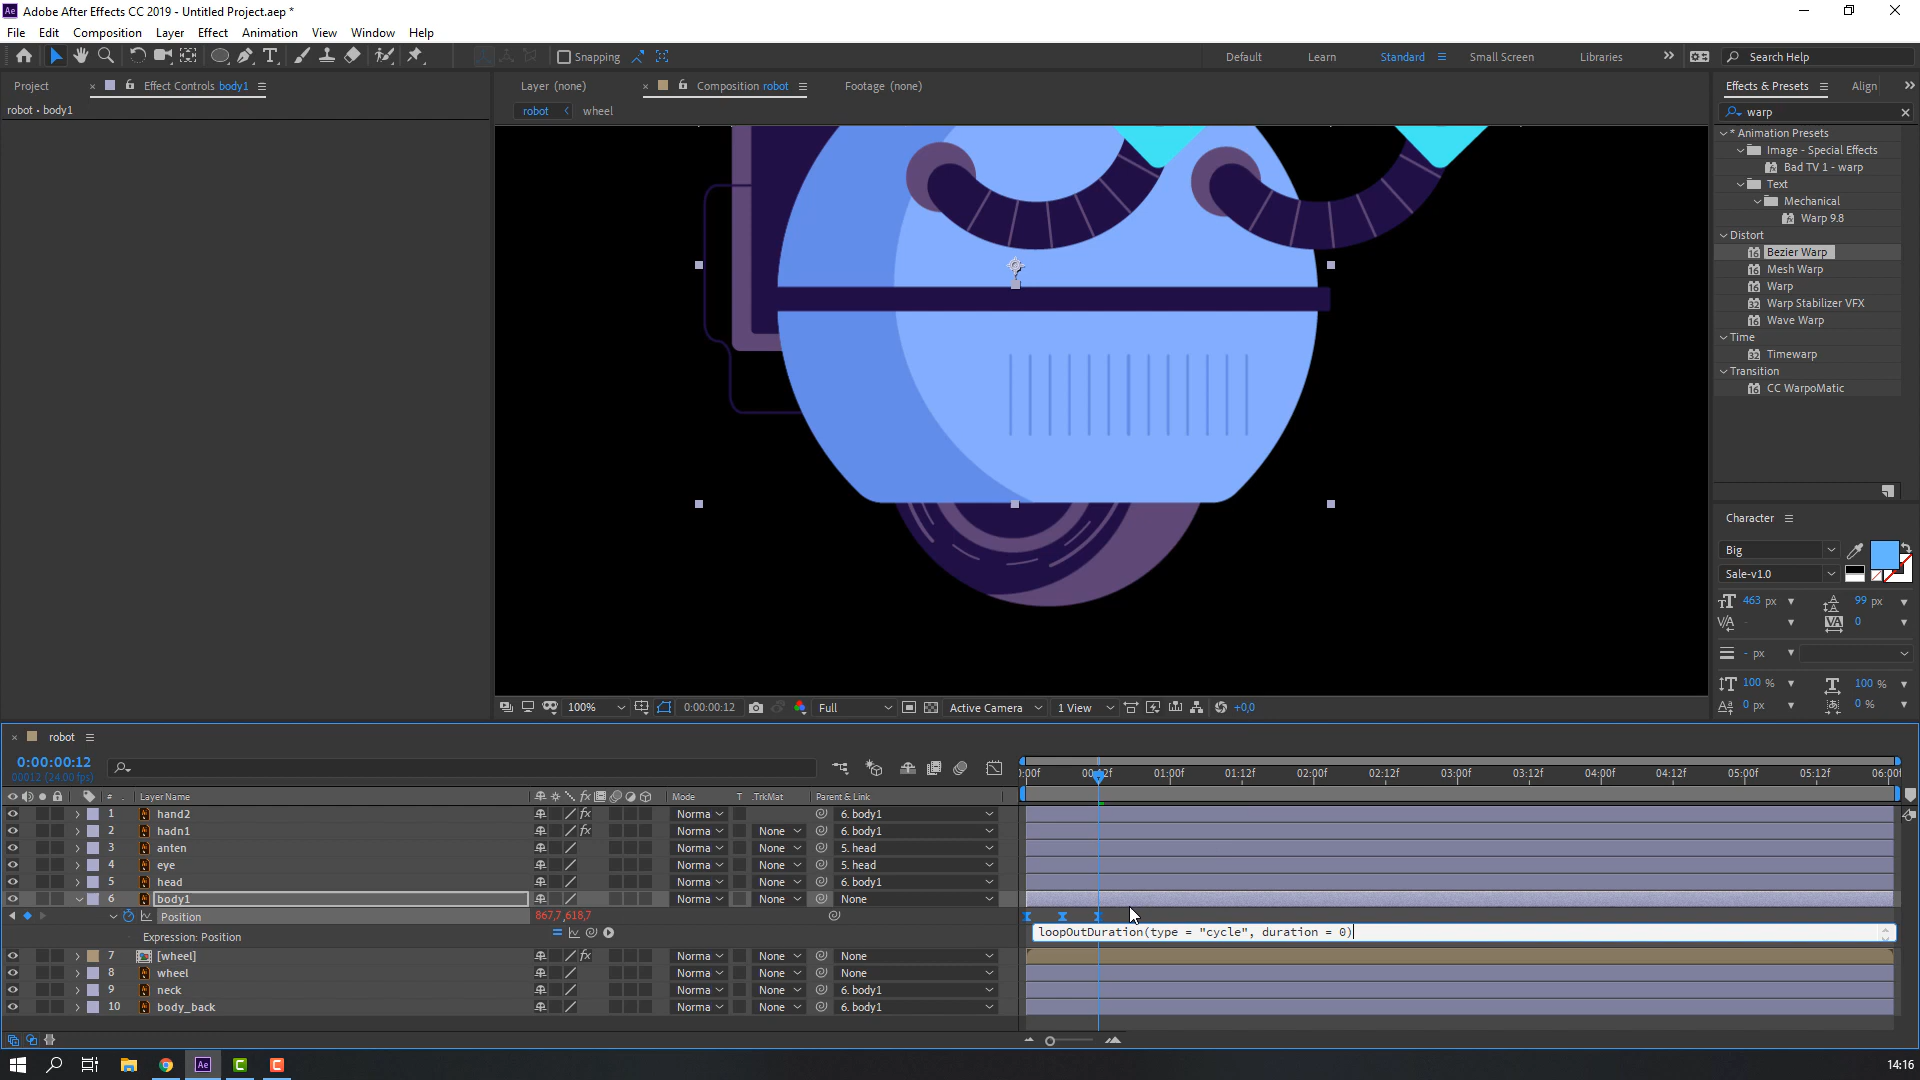 Adobe After Effects CC 2019 - Untitled Project.aep *
File Edit Composition Layer Effect Animation View Window Help
Snapping
Default Learn Standard Small Screen Libraries Search Help
Project Effect Controls body1
robot • body1
Layer (none) Composition robot Footage (none)
robot wheel
Effects & Presets Align
warp
* Animation Presets
Image - Special Effects
Bad TV 1 - warp
Text
Mechanical
Warp 9.8
Distort
Bezier Warp
Mesh Warp
Warp
Warp Stabilizer VFX
Wave Warp
Time
Timewarp
Transition
CC WarpoMatic
Character
Big
Sale-v1.0
463 px 99 px
- 0
- px
100 % 100 %
0 px 0 %
100% 0:00:00:12 Full Active Camera 1 View +0,0
robot
0:00:00:12
00012 (24.00 fps)
:00f 00:12f 01:00f 01:12f 02:00f 02:12f 03:00f 03:12f 04:00f 04:12f 05:00f 05:12f 06:00f
# Layer Name Mode T .TrkMat Parent & Link
1 hand2 Norma 6. body1
2 hadn1 Norma None 6. body1
3 anten Norma None 5. head
4 eye Norma None 5. head
5 head Norma None 6. body1
6 body1 Norma None None
Position 867,7,618,7
Expression: Position loopOutDuration(type = "cycle", duration = 0)
7 [wheel] Norma None None
8 wheel Norma None None
9 neck Norma None 6. body1
10 body_back Norma None 6. body1
14:16